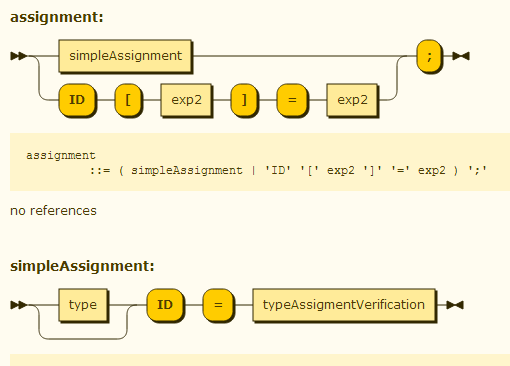 assignment:
simpleAssignment ;
ID [ exp2 ] = exp2
assignment
::= ( simpleAssignment | 'ID' '[' exp2 ']' '=' exp2 ) ';'
no references
simpleAssignment:
type ID = typeAssigmentVerification